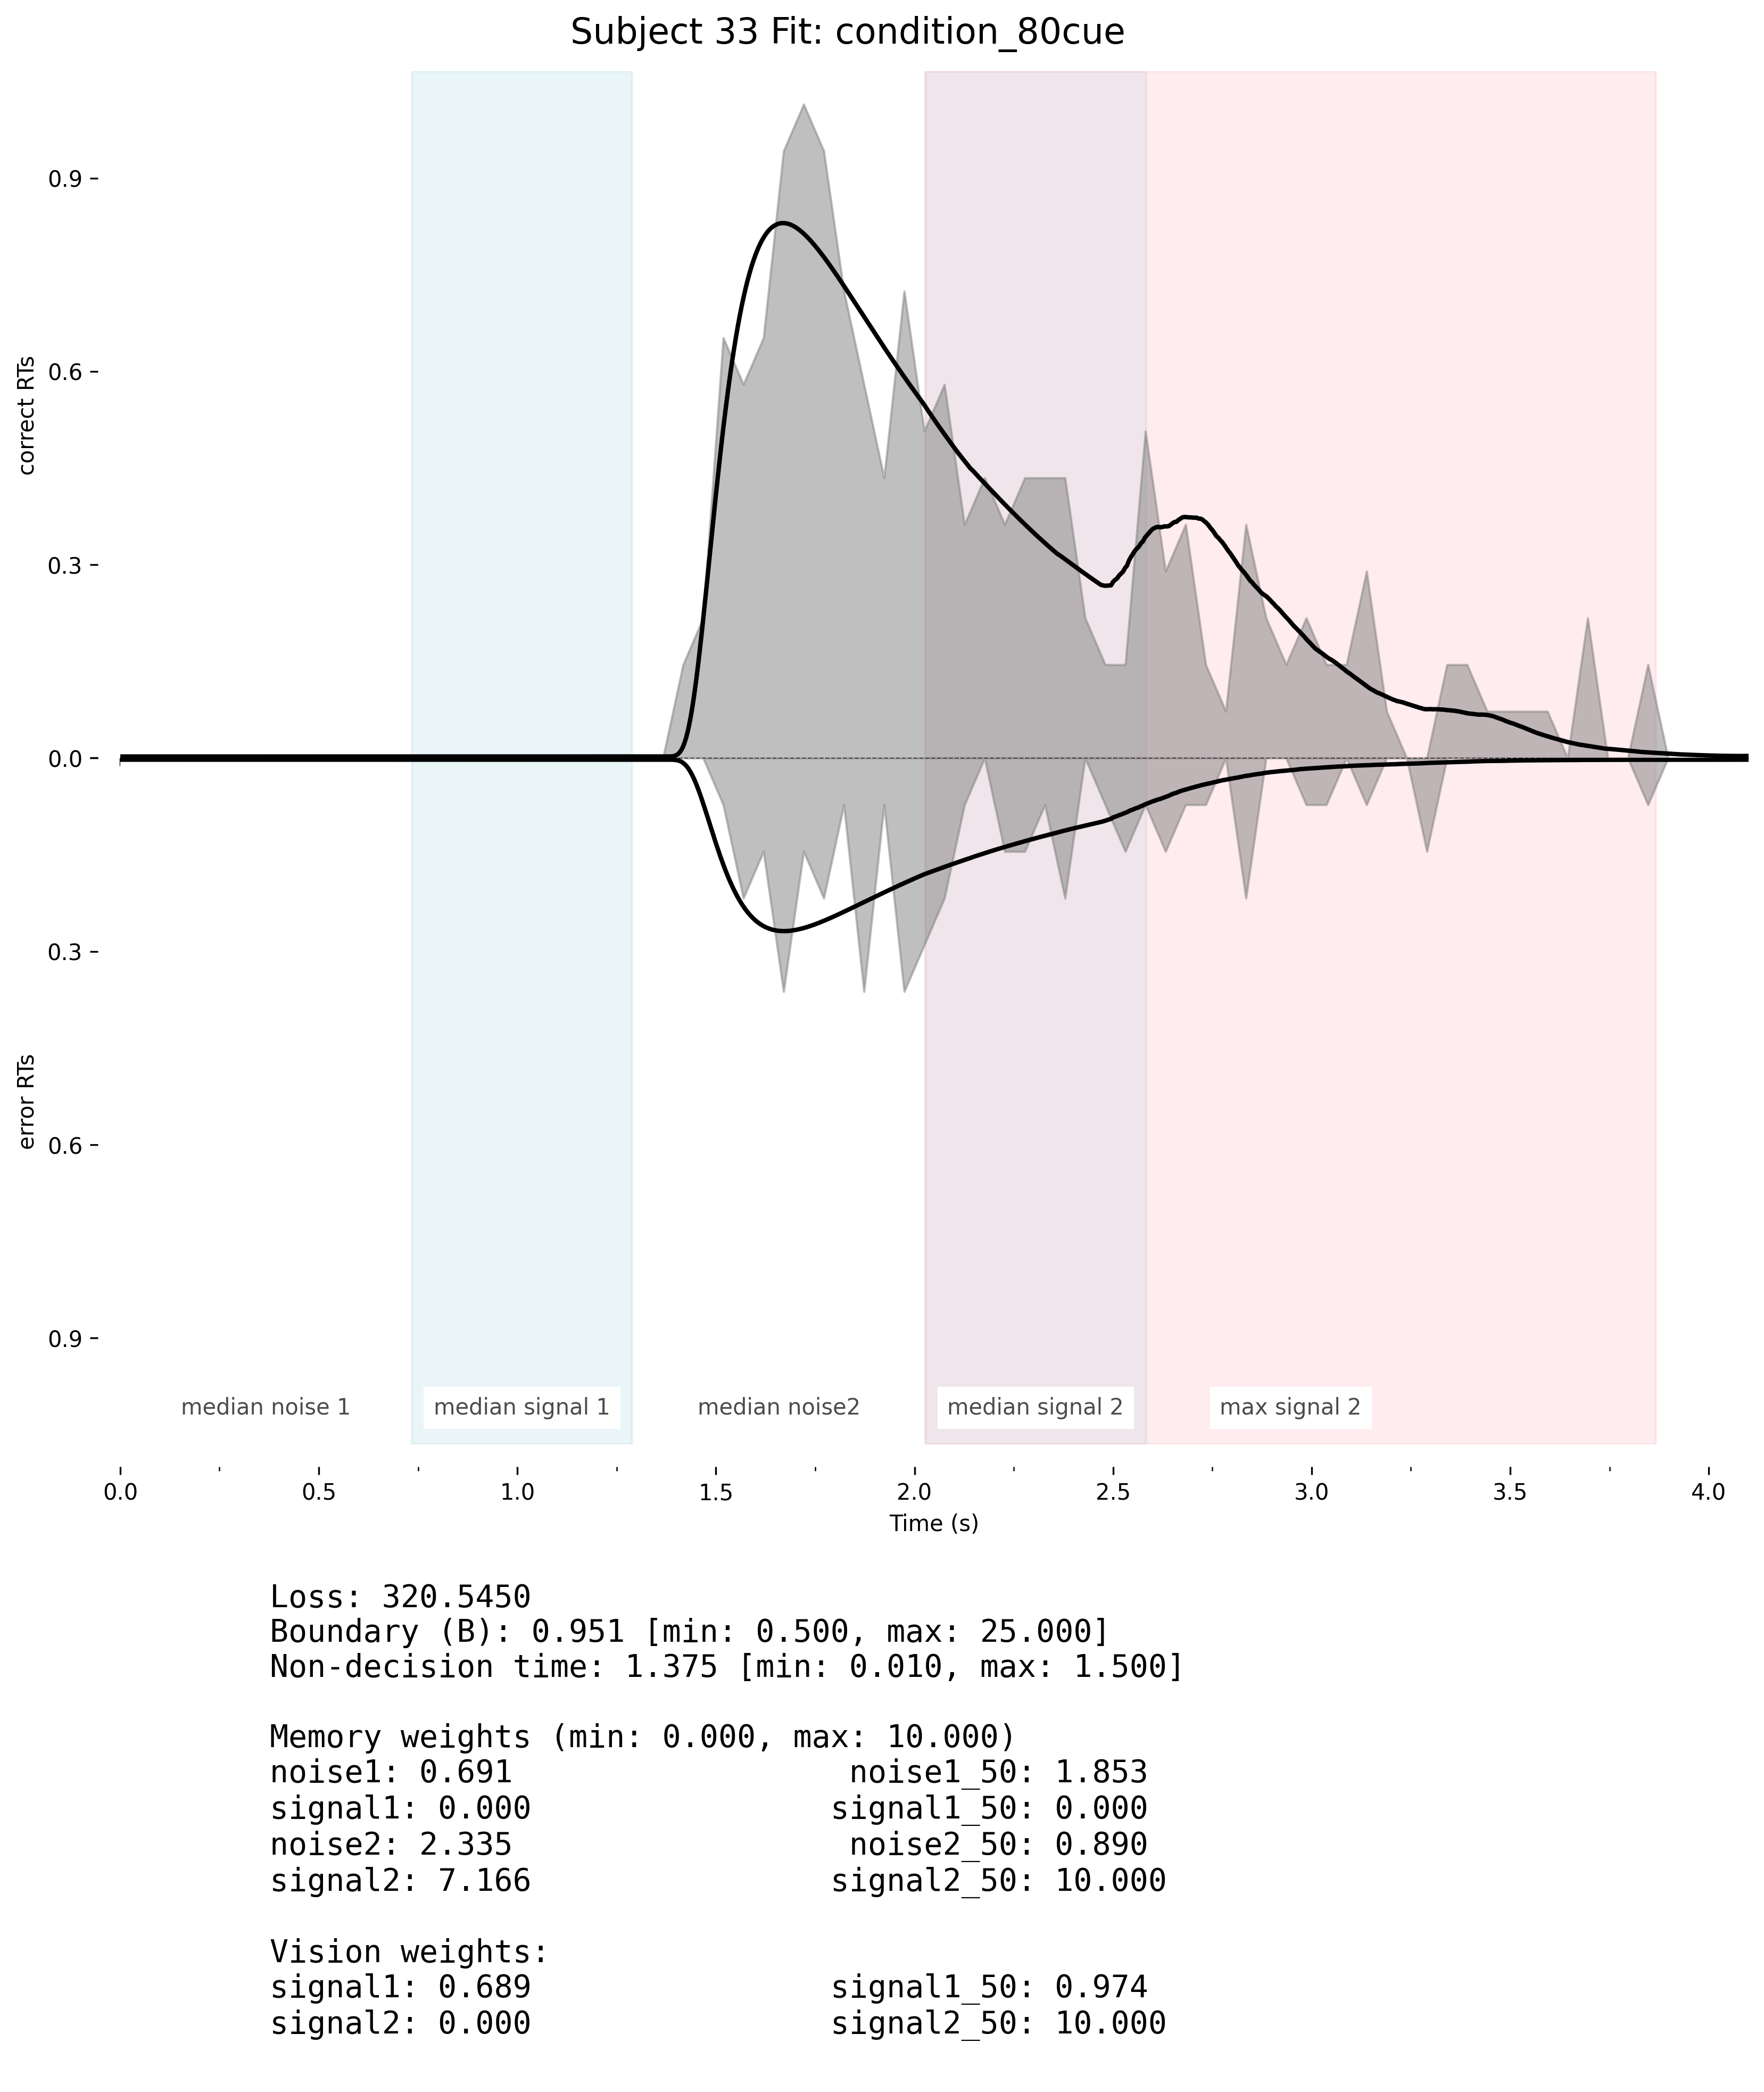 Subject 33 Fit: condition_80cue
0.9
0.6
correct RTs
0.3
0.0
0.3
error RTs
0.6
0.9
median noise 1 median signal 1 median noise2 median signal 2 max signal 2
0.0 0.5 1.0 1.5 2.0 2.5 3.0 3.5 4.0
Time (s)
Loss: 320.5450
Boundary (B): 0.951 [min: 0.500, max: 25.000]
Non-decision time: 1.375 [min: 0.010, max: 1.500]
Memory weights (min: 0.000, max: 10.000)
noise1: 0.691 noise1_50: 1.853
signal1: 0.000 signal1_50: 0.000
noise2: 2.335 noise2_50: 0.890
signal2: 7.166 signal2_50: 10.000
Vision weights:
signal1: 0.689 signal1_50: 0.974
signal2: 0.000 signal2_50: 10.000